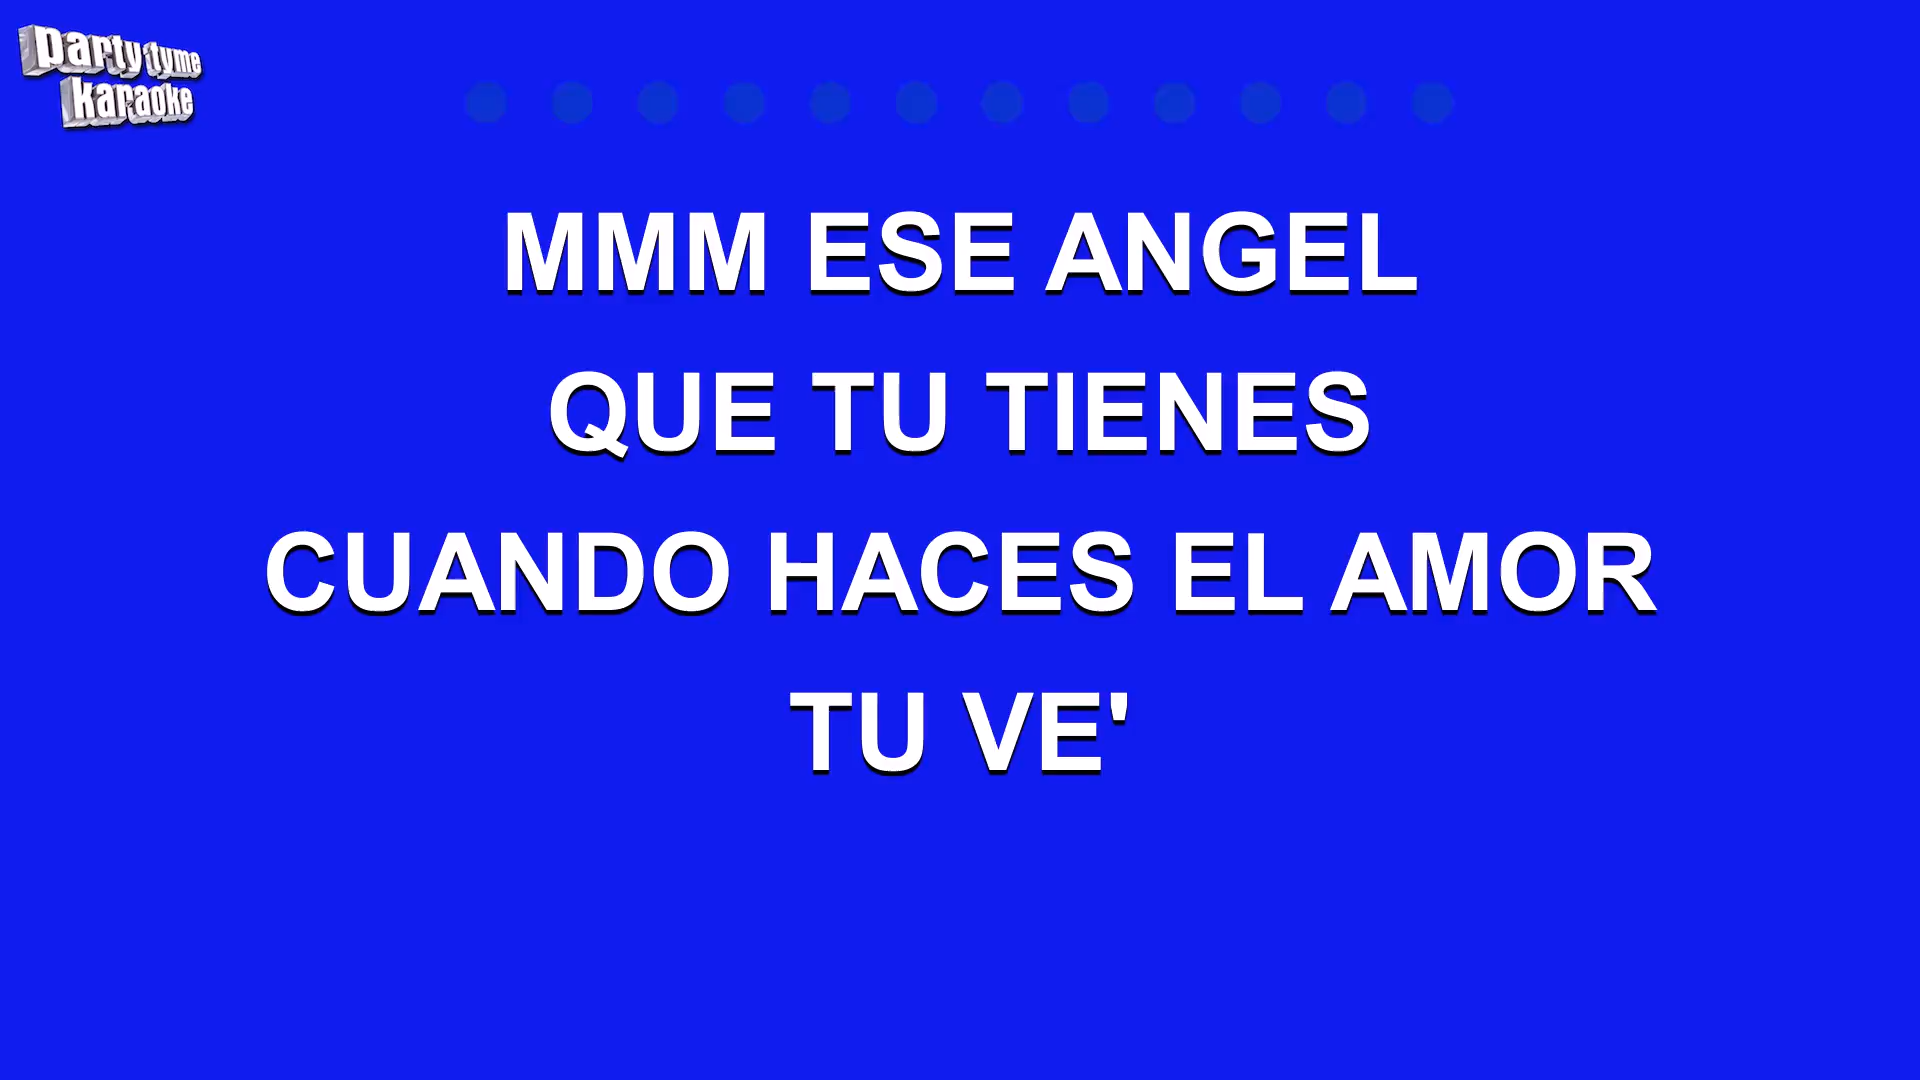 party tyme
karaoke
MMM ESE ANGEL
QUE TU TIENES
CUANDO HACES EL AMOR
TU VE'